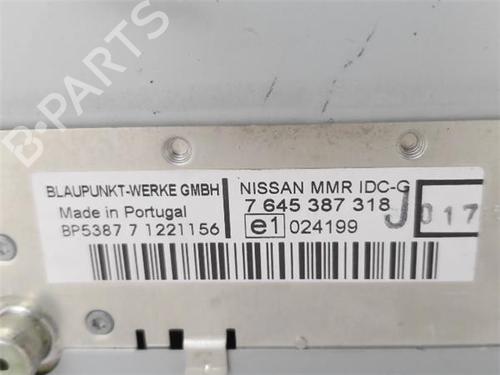 B-PARTS
BLAUPUNKT-WERKE GMBH
Made in Portugal
BP5387 7 1221156
NISSAN MMR IDC-G
7 645 387 318
e1 024199
J017